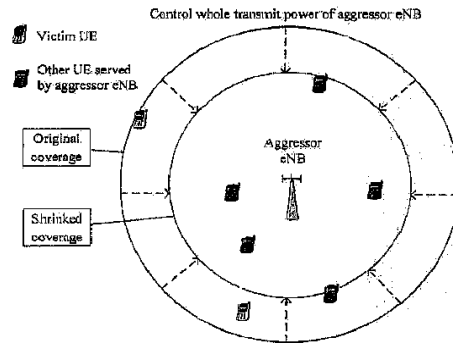 Control whole transmit power of aggressor eNB
Victim UE
Other UE served
by aggressor eNB
Original
coverage
Aggressor
eNB
Shrinked
coverage